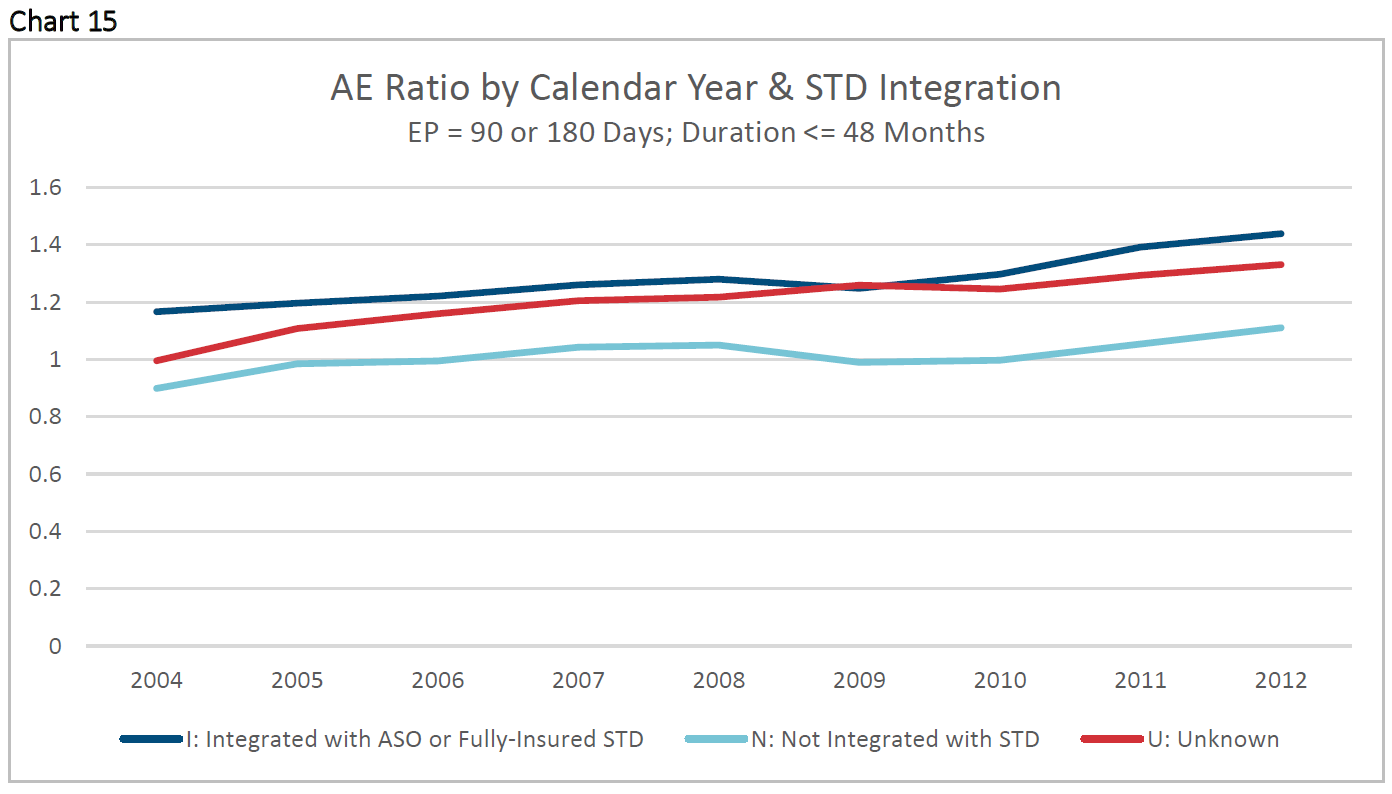 Chart 15
AE Ratio by Calendar Year & STD Integration
EP = 90 or 180 Days; Duration <= 48 Months
1.6
1.4
1.2
1
0.8
0.6
0.4
0.2
0
2004 2005 2006 2007 2008 2009 2010 2011 2012
I: Integrated with ASO or Fully-Insured STD N: Not Integrated with STD U: Unknown